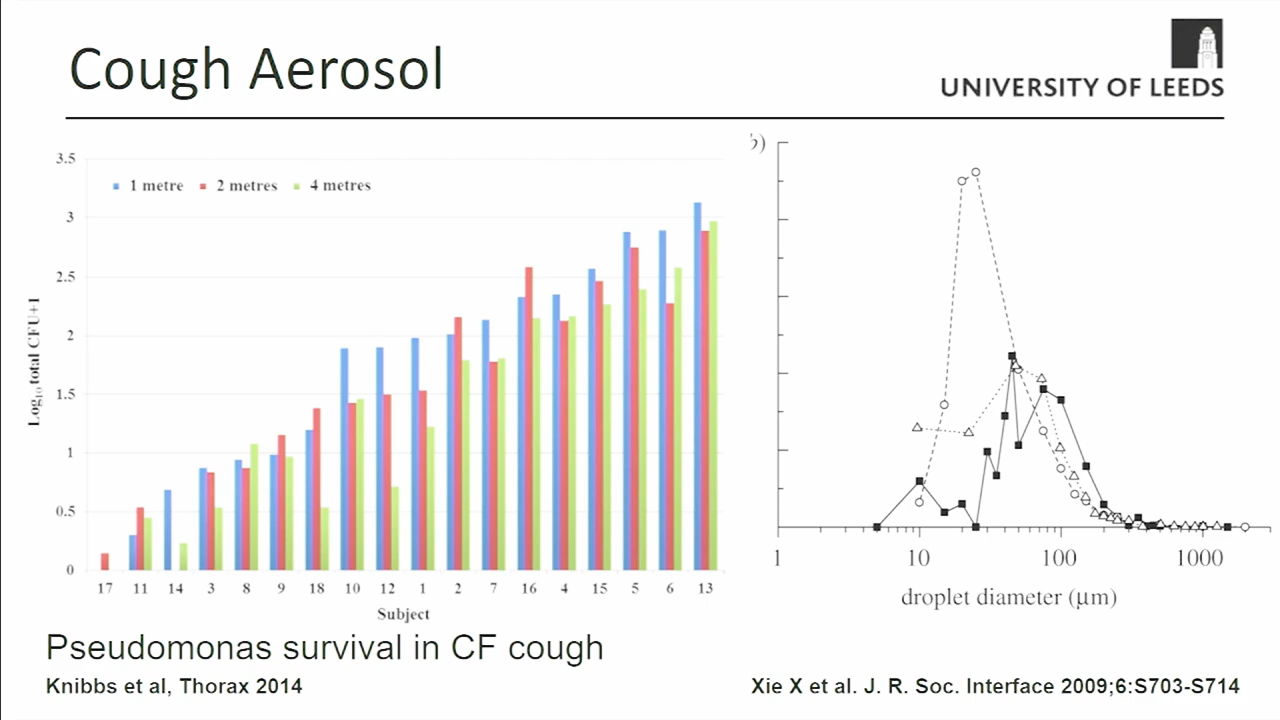 Cough Aerosol
UNIVERSITY OF LEEDS
3.5
3
2.5
2
1.5
1
0.5
0
Log10 total CFU+1
1 metre 2 metres 4 metres
17 11 14 3 8 9 18 10 12 1 2 7 16 4 15 5 6 13
Subject
b)
1 10 100 1000
droplet diameter (µm)
Pseudomonas survival in CF cough
Knibbs et al, Thorax 2014
Xie X et al. J. R. Soc. Interface 2009;6:S703-S714